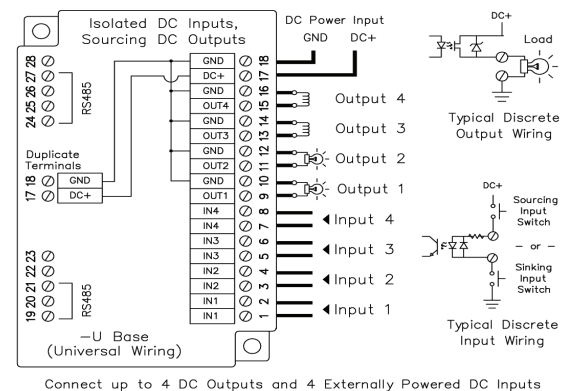 Isolated DC Inputs,
Sourcing DC Outputs
DC Power Input
GND DC+
28
27
26
25
24
RS485
Duplicate
Terminals
18 GND
17 DC+
23
22
21
20
19
RS485
GND 18
DC+ 17
GND 16
OUT4 15
GND 14
OUT3 13
GND 12
OUT2 11
GND 10
OUT1 9
IN4 8
IN4 7
IN3 6
IN3 5
IN2 4
IN2 3
IN1 2
IN1 1
Output 4
Output 3
Output 2
Output 1
Input 4
Input 3
Input 2
Input 1
-U Base
(Universal Wiring)
DC+
Load
Typical Discrete
Output Wiring
DC+
Sourcing
Input
Switch
- or -
Sinking
Input
Switch
Typical Discrete
Input Wiring
Connect up to 4 DC Outputs and 4 Externally Powered DC Inputs